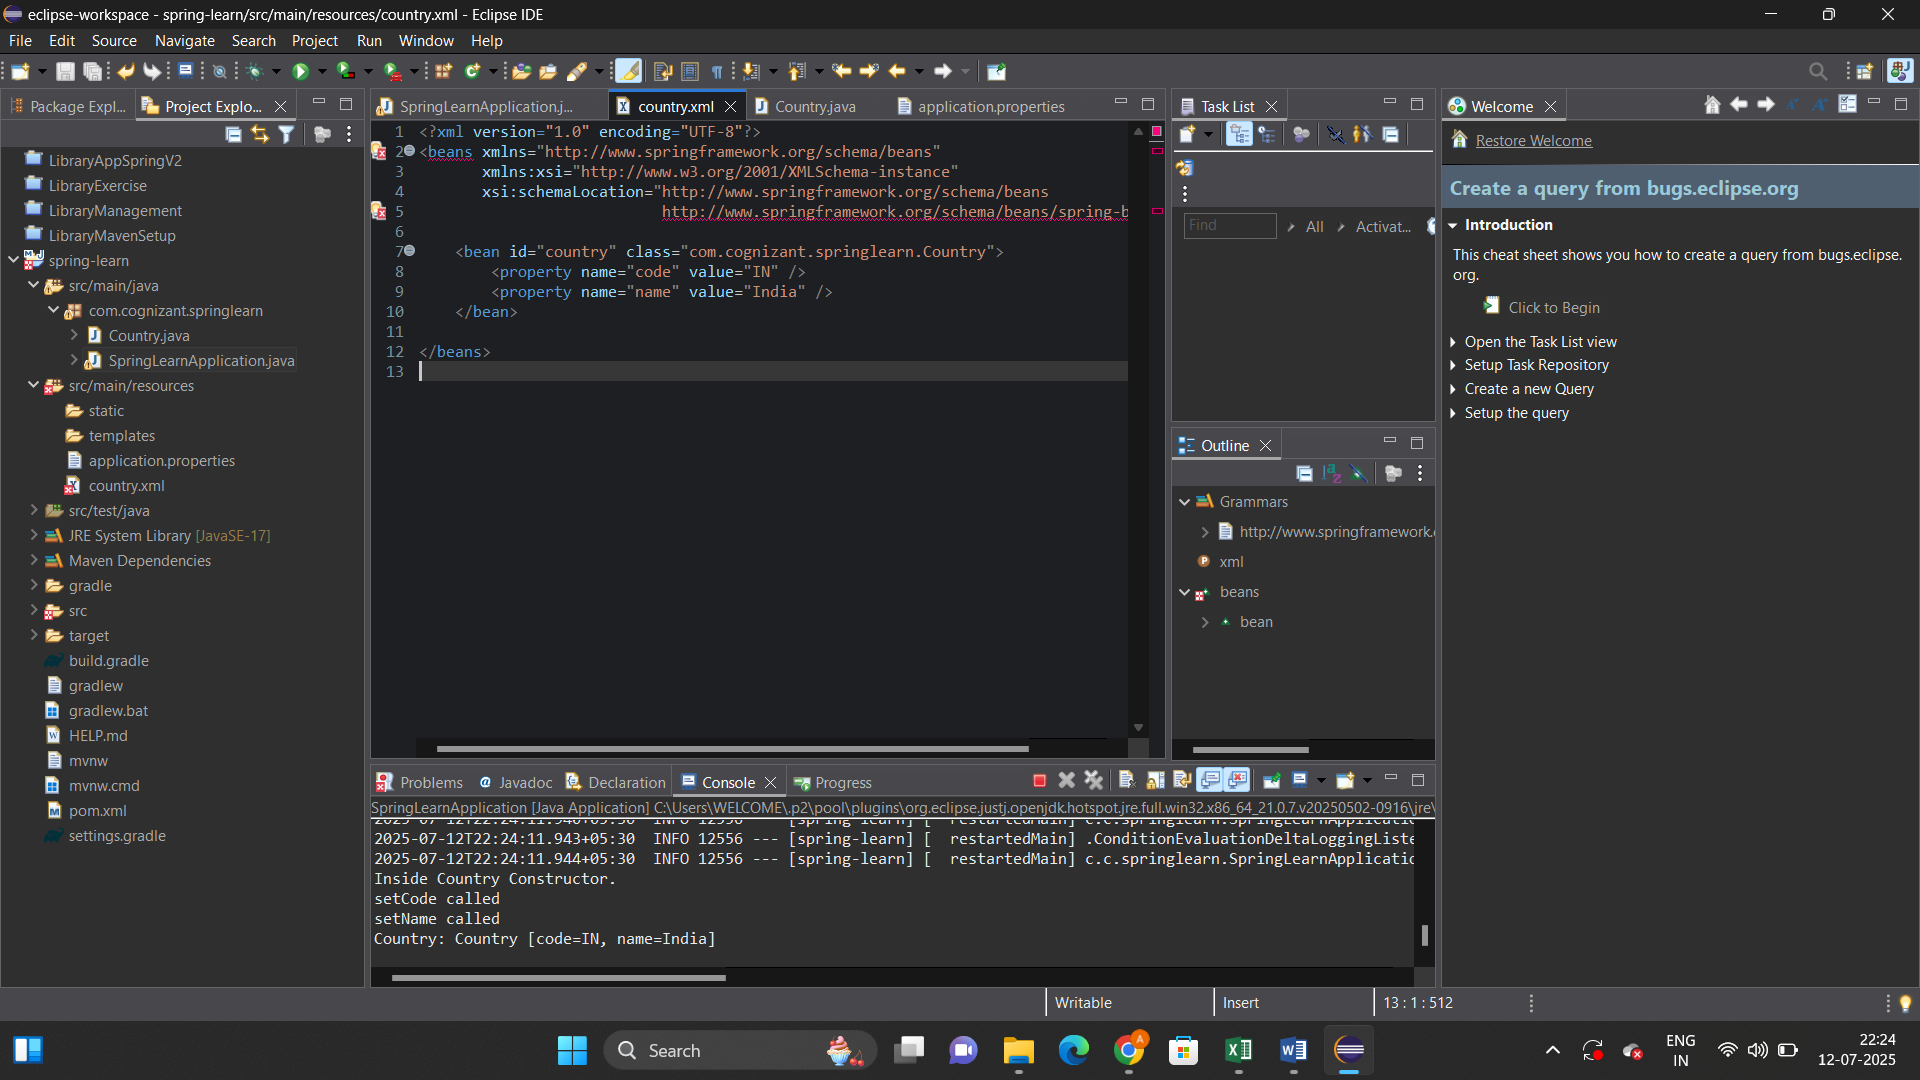 eclipse-workspace - spring-learn/src/main/resources/country.xml - Eclipse IDE
File Edit Source Navigate Search Project Run Window Help
Package Expl... Project Explo...
LibraryAppSpringV2
LibraryExercise
LibraryManagement
LibraryMavenSetup
spring-learn
src/main/java
com.cognizant.springlearn
Country.java
SpringLearnApplication.java
src/main/resources
static
templates
application.properties
country.xml
src/test/java
JRE System Library [JavaSE-17]
Maven Dependencies
gradle
src
target
build.gradle
gradlew
gradlew.bat
HELP.md
mvnw
mvnw.cmd
pom.xml
settings.gradle
SpringLearnApplication.j... country.xml Country.java application.properties
1 <?xml version="1.0" encoding="UTF-8"?>
2 <beans xmlns="http://www.springframework.org/schema/beans"
3 xmlns:xsi="http://www.w3.org/2001/XMLSchema-instance"
4 xsi:schemaLocation="http://www.springframework.org/schema/beans
5 http://www.springframework.org/schema/beans/spring-b
6
7 <bean id="country" class="com.cognizant.springlearn.Country">
8 <property name="code" value="IN" />
9 <property name="name" value="India" />
10 </bean>
11
12 </beans>
13
Task List
Find All Activat...
Outline
Grammars
http://www.springframework.
xml
beans
bean
Welcome
Restore Welcome
Create a query from bugs.eclipse.org
Introduction
This cheat sheet shows you how to create a query from bugs.eclipse.
org.
Click to Begin
Open the Task List view
Setup Task Repository
Create a new Query
Setup the query
Problems Javadoc Declaration Console Progress
SpringLearnApplication [Java Application] C:\Users\WELCOME\.p2\pool\plugins\org.eclipse.justj.openjdk.hotspot.jre.full.win32.x86_64_21.0.7.v20250502-0916\jre\
2025-07-12T22:24:11.943+05:30 INFO 12556 --- [spring-learn] [ restartedMain] .ConditionEvaluationDeltaLoggingListe
2025-07-12T22:24:11.944+05:30 INFO 12556 --- [spring-learn] [ restartedMain] c.c.springlearn.SpringLearnApplicatio
Inside Country Constructor.
setCode called
setName called
Country: Country [code=IN, name=India]
Writable Insert 13 : 1 : 512
Search
ENG
IN
22:24
12-07-2025